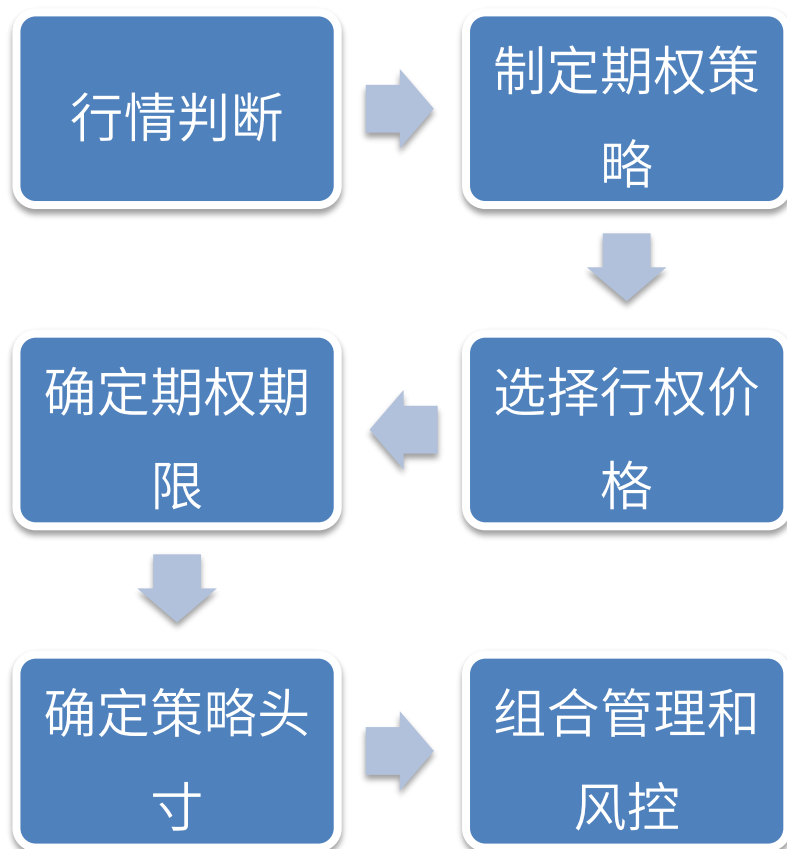 行情判断
制定期权策
略
选择行权价
格
确定期权期
限
确定策略头
寸
组合管理和
风控